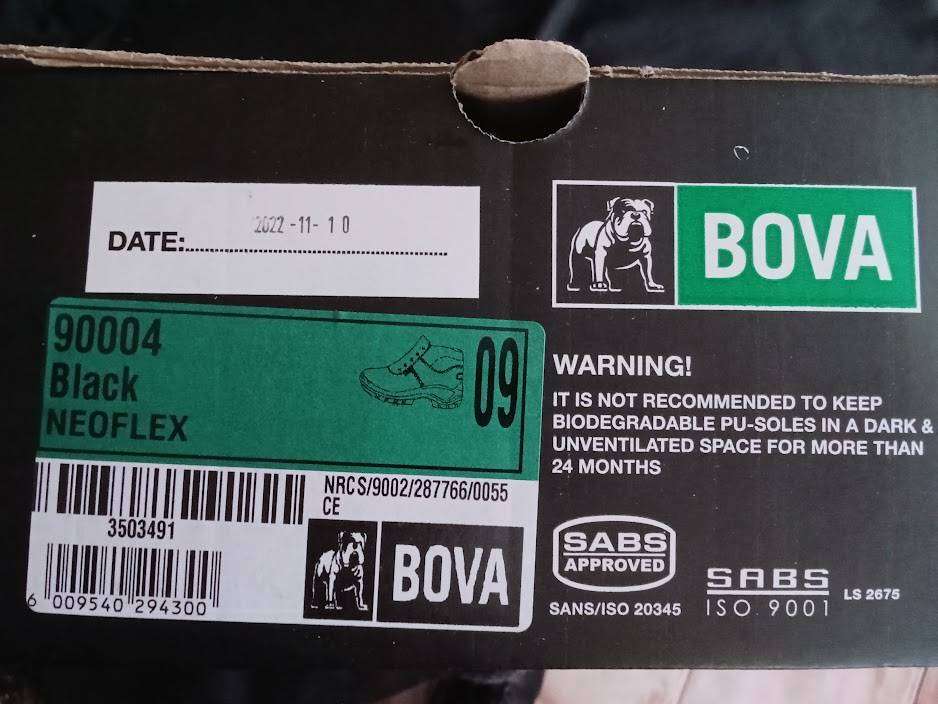 DATE: 2022-11-10
BOVA
90004
Black
NEOFLEX
09
WARNING!
IT IS NOT RECOMMENDED TO KEEP
BIODEGRADABLE PU-SOLES IN A DARK &
UNVENTILATED SPACE FOR MORE THAN
24 MONTHS
NRCS/9002/287766/0055
CE
3503491
BOVA
6 009540 294300
SABS
APPROVED
SANS/ISO 20345
SABS
ISO 9001
LS 2675